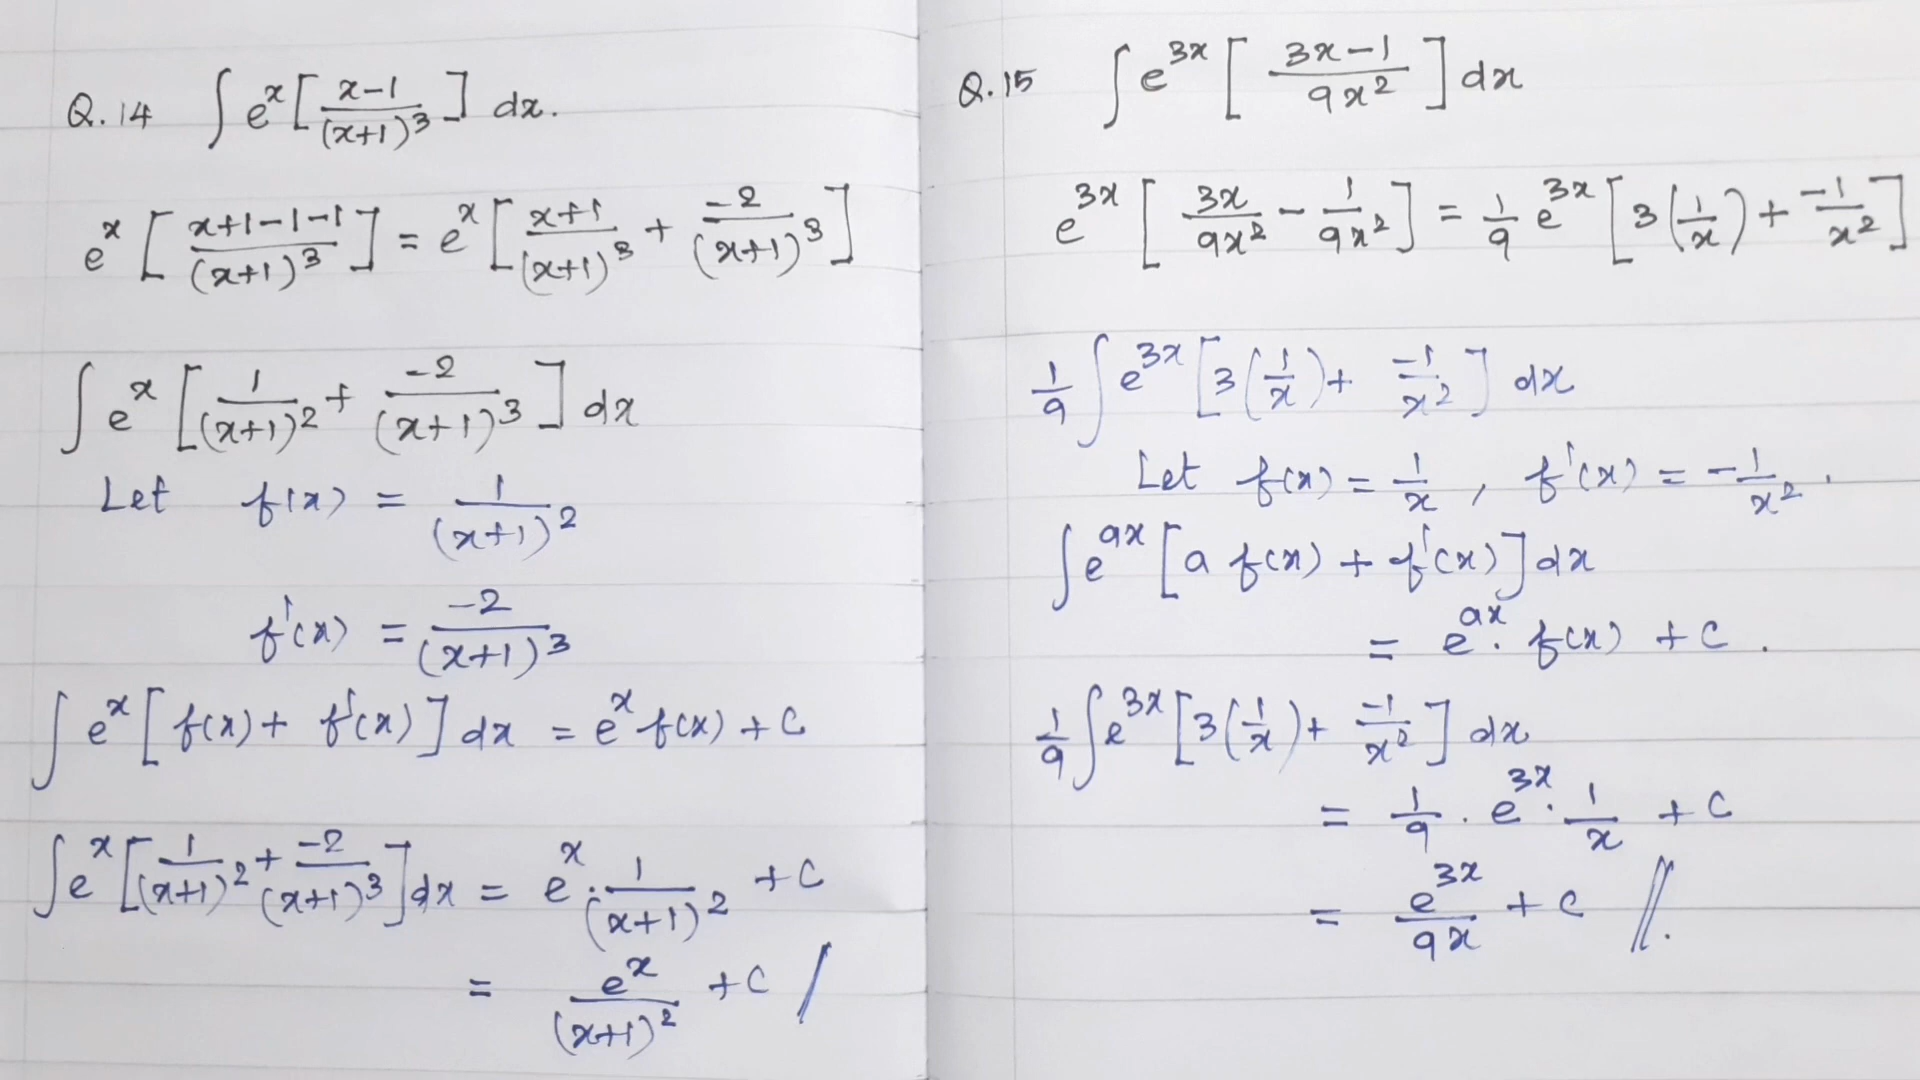 Q.14 ∫ e^x [ (x-1)/(x+1)^3 ] dx.
e^x [ (x+1-1-1)/(x+1)^3 ] = e^x [ (x+1)/(x+1)^3 + (-2)/(x+1)^3 ]
∫ e^x [ 1/(x+1)^2 + (-2)/(x+1)^3 ] dx
Let f(x) = 1/(x+1)^2
f'(x) = -2/(x+1)^3
∫ e^x [ f(x) + f'(x) ] dx = e^x f(x) + C
∫ e^x [ 1/(x+1)^2 + (-2)/(x+1)^3 ] dx = e^x · 1/(x+1)^2 + C
= e^x/(x+1)^2 + C /
Q.15 ∫ e^3x [ (3x-1)/9x^2 ] dx
e^3x [ 3x/9x^2 - 1/9x^2 ] = 1/9 e^3x [ 3(1/x) + (-1)/x^2 ]
1/9 ∫ e^3x [ 3(1/x) + (-1)/x^2 ] dx
Let f(x) = 1/x , f'(x) = -1/x^2 .
∫ e^ax [ a f(x) + f'(x) ] dx
= e^ax · f(x) + C .
1/9 ∫ e^3x [ 3(1/x) + (-1)/x^2 ] dx
= 1/9 . e^3x · 1/x + C
= e^3x/9x + C //.